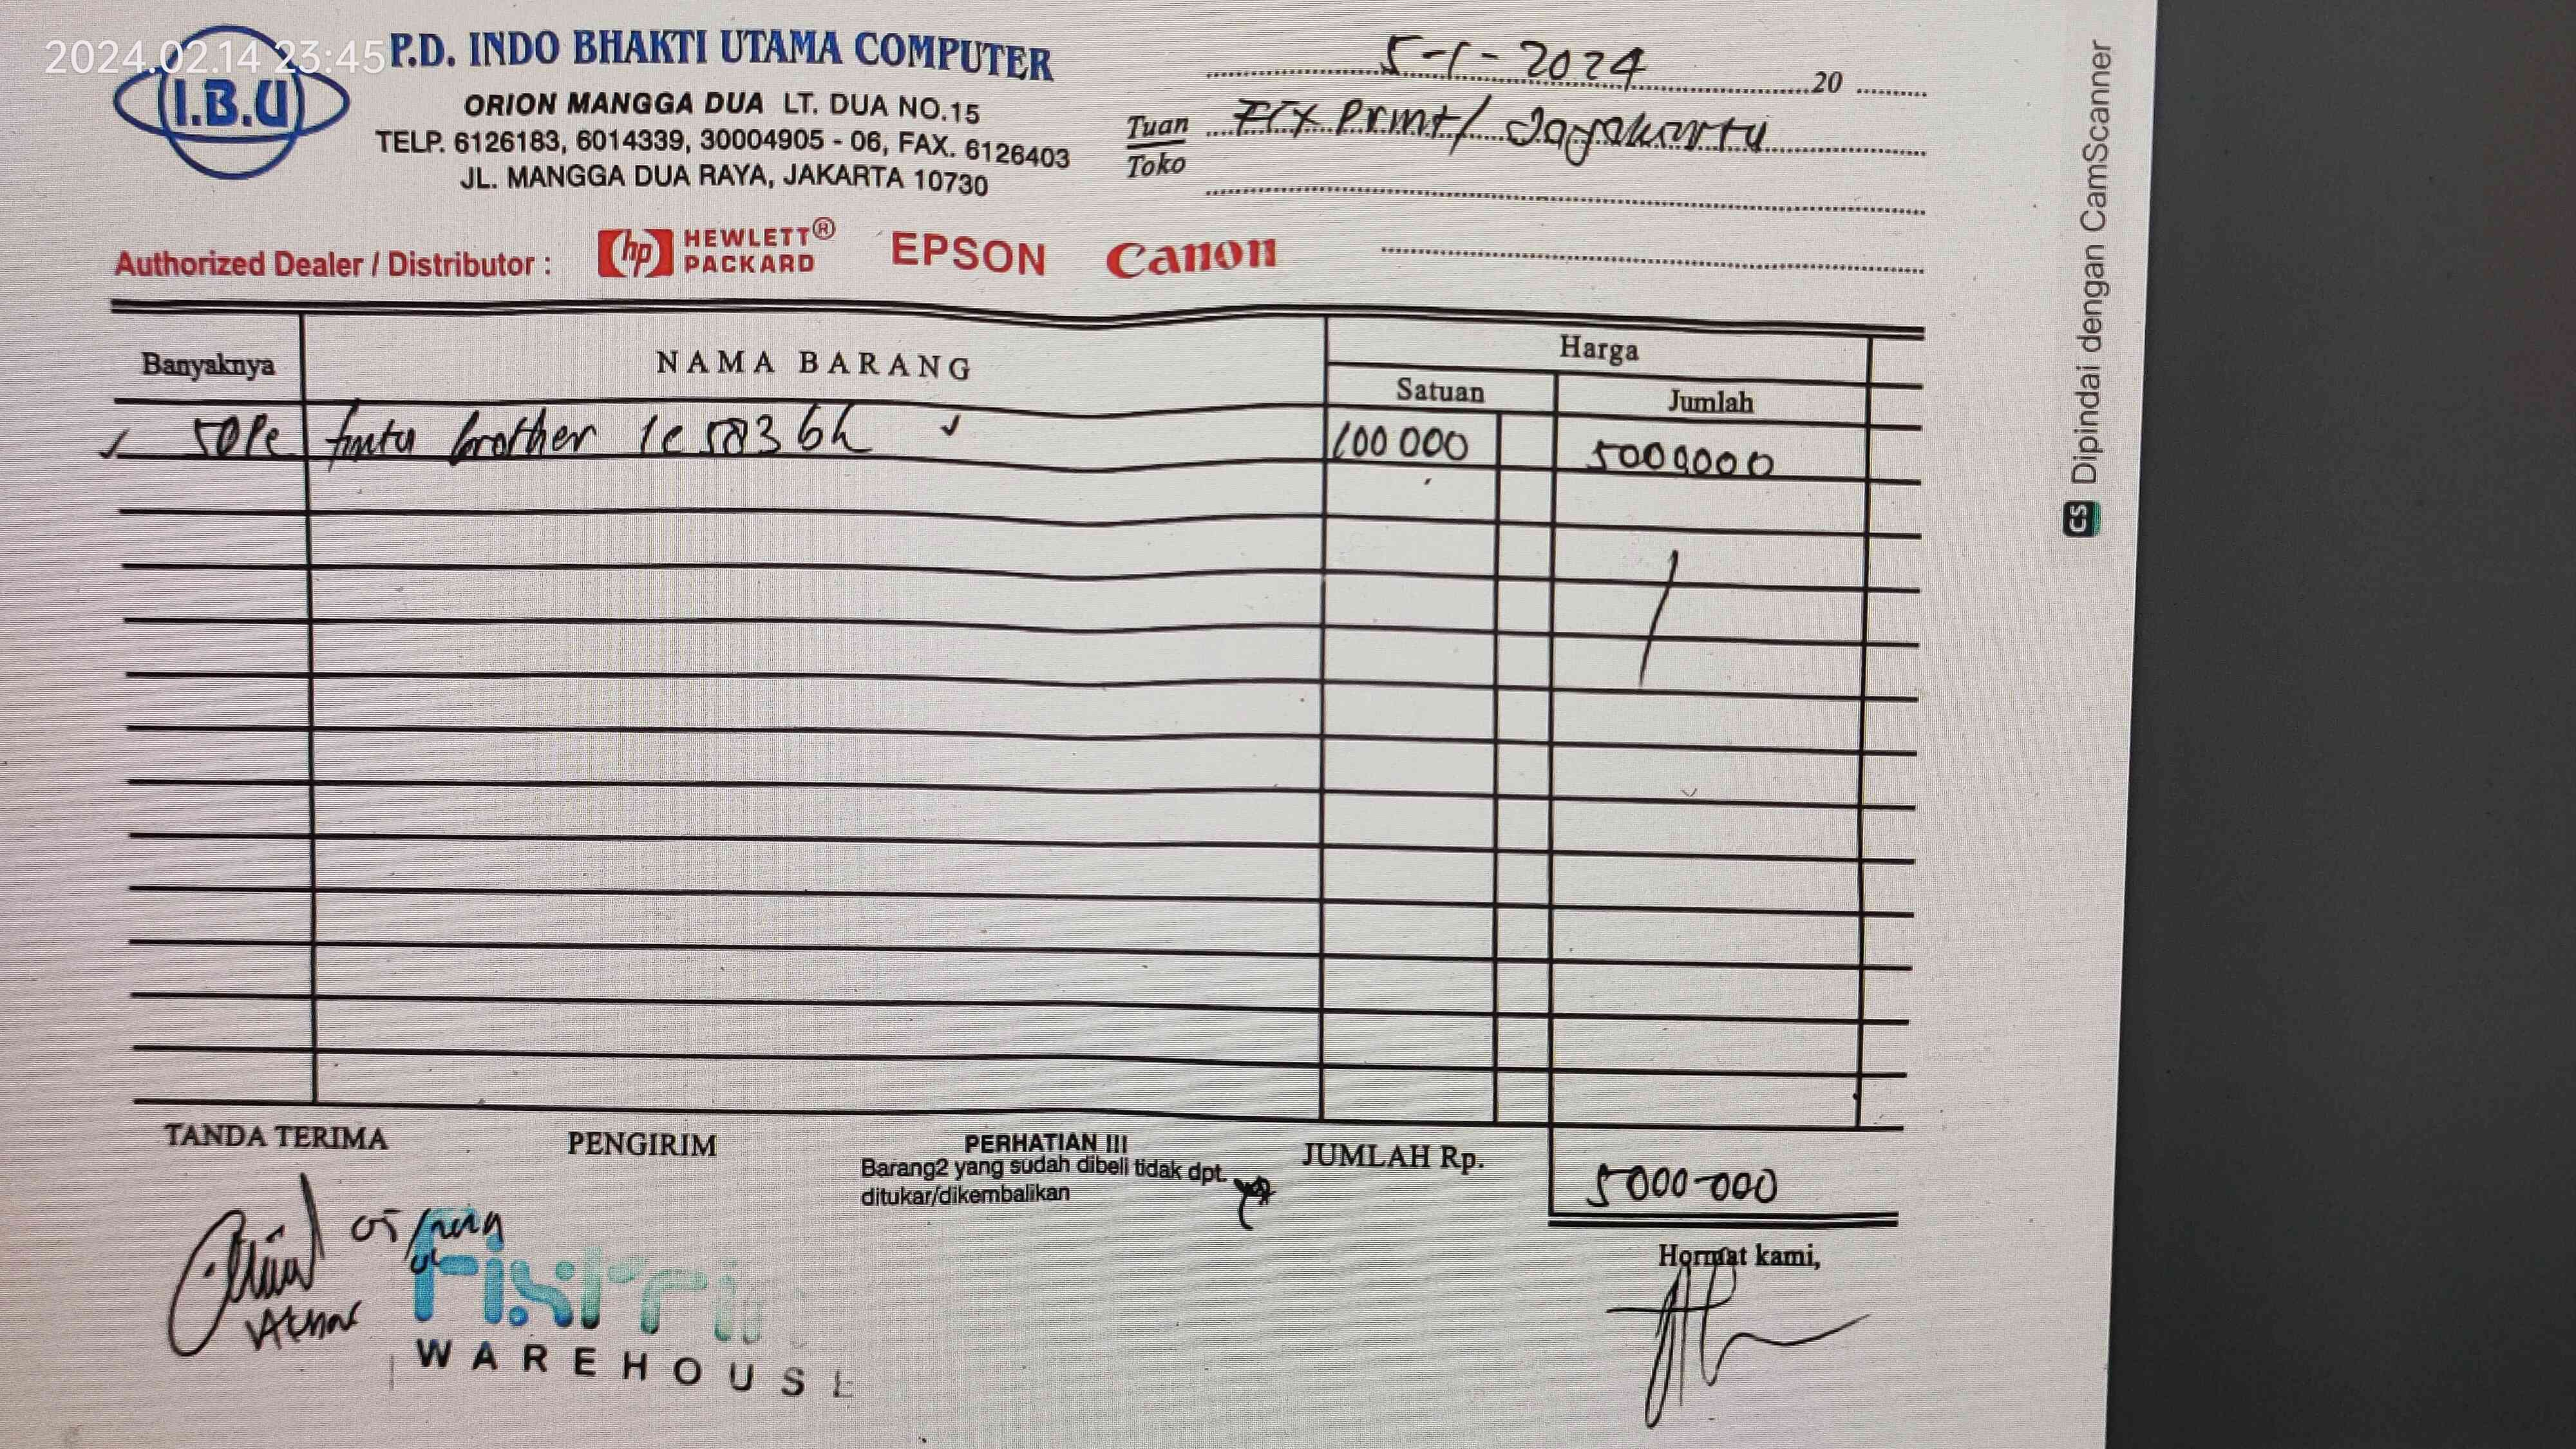 2024.02.14 23:45
I.B.U
P.D. INDO BHAKTI UTAMA COMPUTER
ORION MANGGA DUA LT. DUA NO.15
TELP. 6126183, 6014339, 30004905 - 06, FAX. 6126403
JL. MANGGA DUA RAYA, JAKARTA 10730
5-1-2024 20
Tuan
Toko
Print/ Jayakarta
Authorized Dealer / Distributor : hp HEWLETT® PACKARD EPSON Canon
Banyaknya NAMA BARANG Harga
Satuan Jumlah
50Pc tinta brother 100 000 5000000
TANDA TERIMA PENGIRIM PERHATIAN !!! JUMLAH Rp. 5000-000
Barang2 yang sudah dibeli tidak dpt.
ditukar/dikembalikan
Hormat kami,
WAREHOUSE
CS Dipindai dengan CamScanner